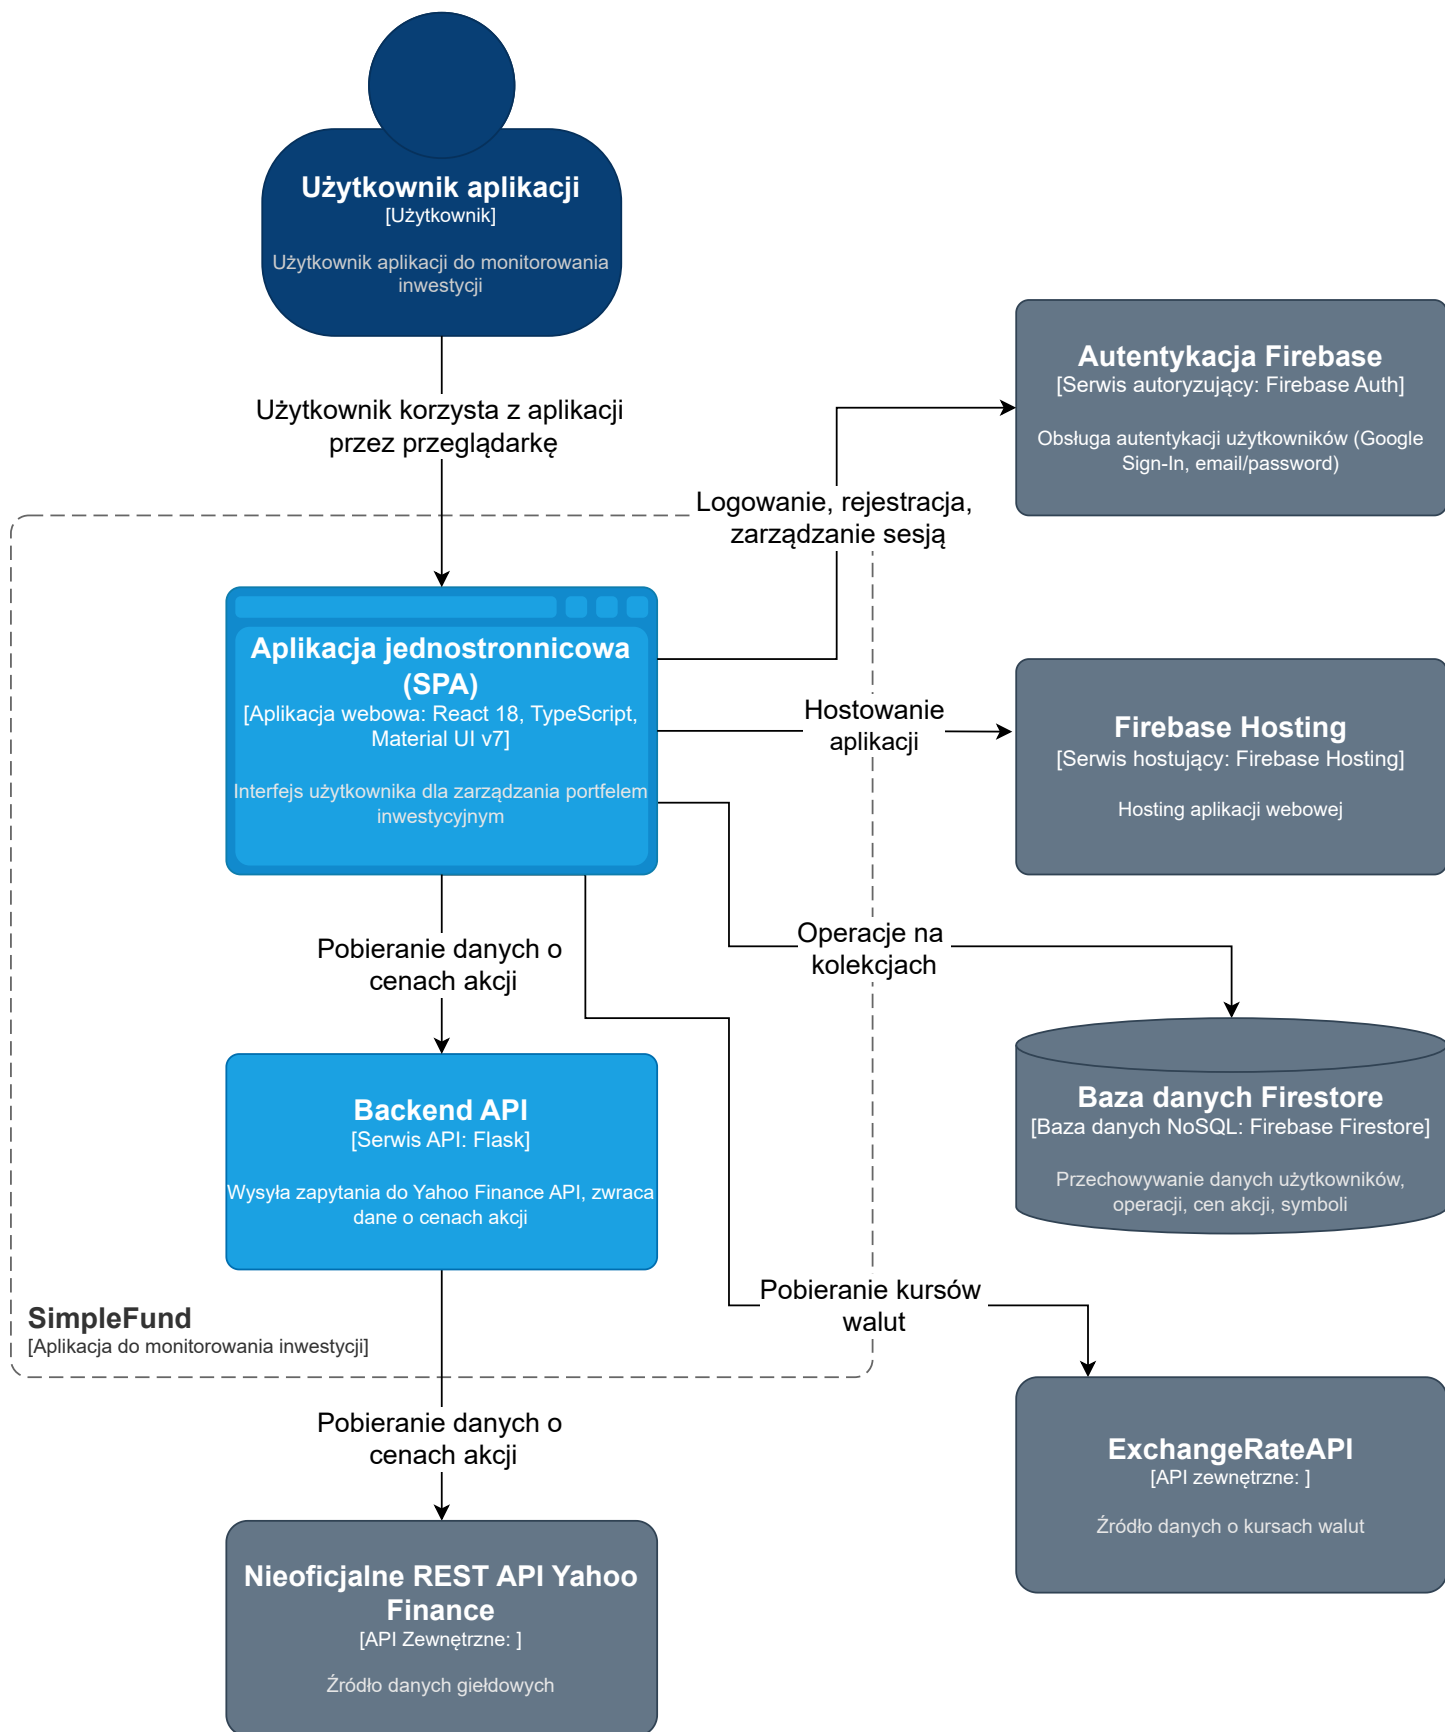 Użytkownik aplikacji
[Użytkownik]
Użytkownik aplikacji do monitorowania
inwestycji
Użytkownik korzysta z aplikacji
przez przeglądarkę
Autentykacja Firebase
[Serwis autoryzujący: Firebase Auth]
Obsługa autentykacji użytkowników (Google
Sign-In, email/password)
Logowanie, rejestracja,
zarządzanie sesją
Aplikacja jednostronnicowa
(SPA)
[Aplikacja webowa: React 18, TypeScript,
Material UI v7]
Interfejs użytkownika dla zarządzania portfelem
inwestycyjnym
Hostowanie
aplikacji
Firebase Hosting
[Serwis hostujący: Firebase Hosting]
Hosting aplikacji webowej
Pobieranie danych o
cenach akcji
Operacje na
kolekcjach
Backend API
[Serwis API: Flask]
Wysyła zapytania do Yahoo Finance API, zwraca
dane o cenach akcji
Baza danych Firestore
[Baza danych NoSQL: Firebase Firestore]
Przechowywanie danych użytkowników,
operacji, cen akcji, symboli
Pobieranie kursów
walut
SimpleFund
[Aplikacja do monitorowania inwestycji]
Pobieranie danych o
cenach akcji
ExchangeRateAPI
[API zewnętrzne: ]
Źródło danych o kursach walut
Nieoficjalne REST API Yahoo
Finance
[API Zewnętrzne: ]
Źródło danych giełdowych